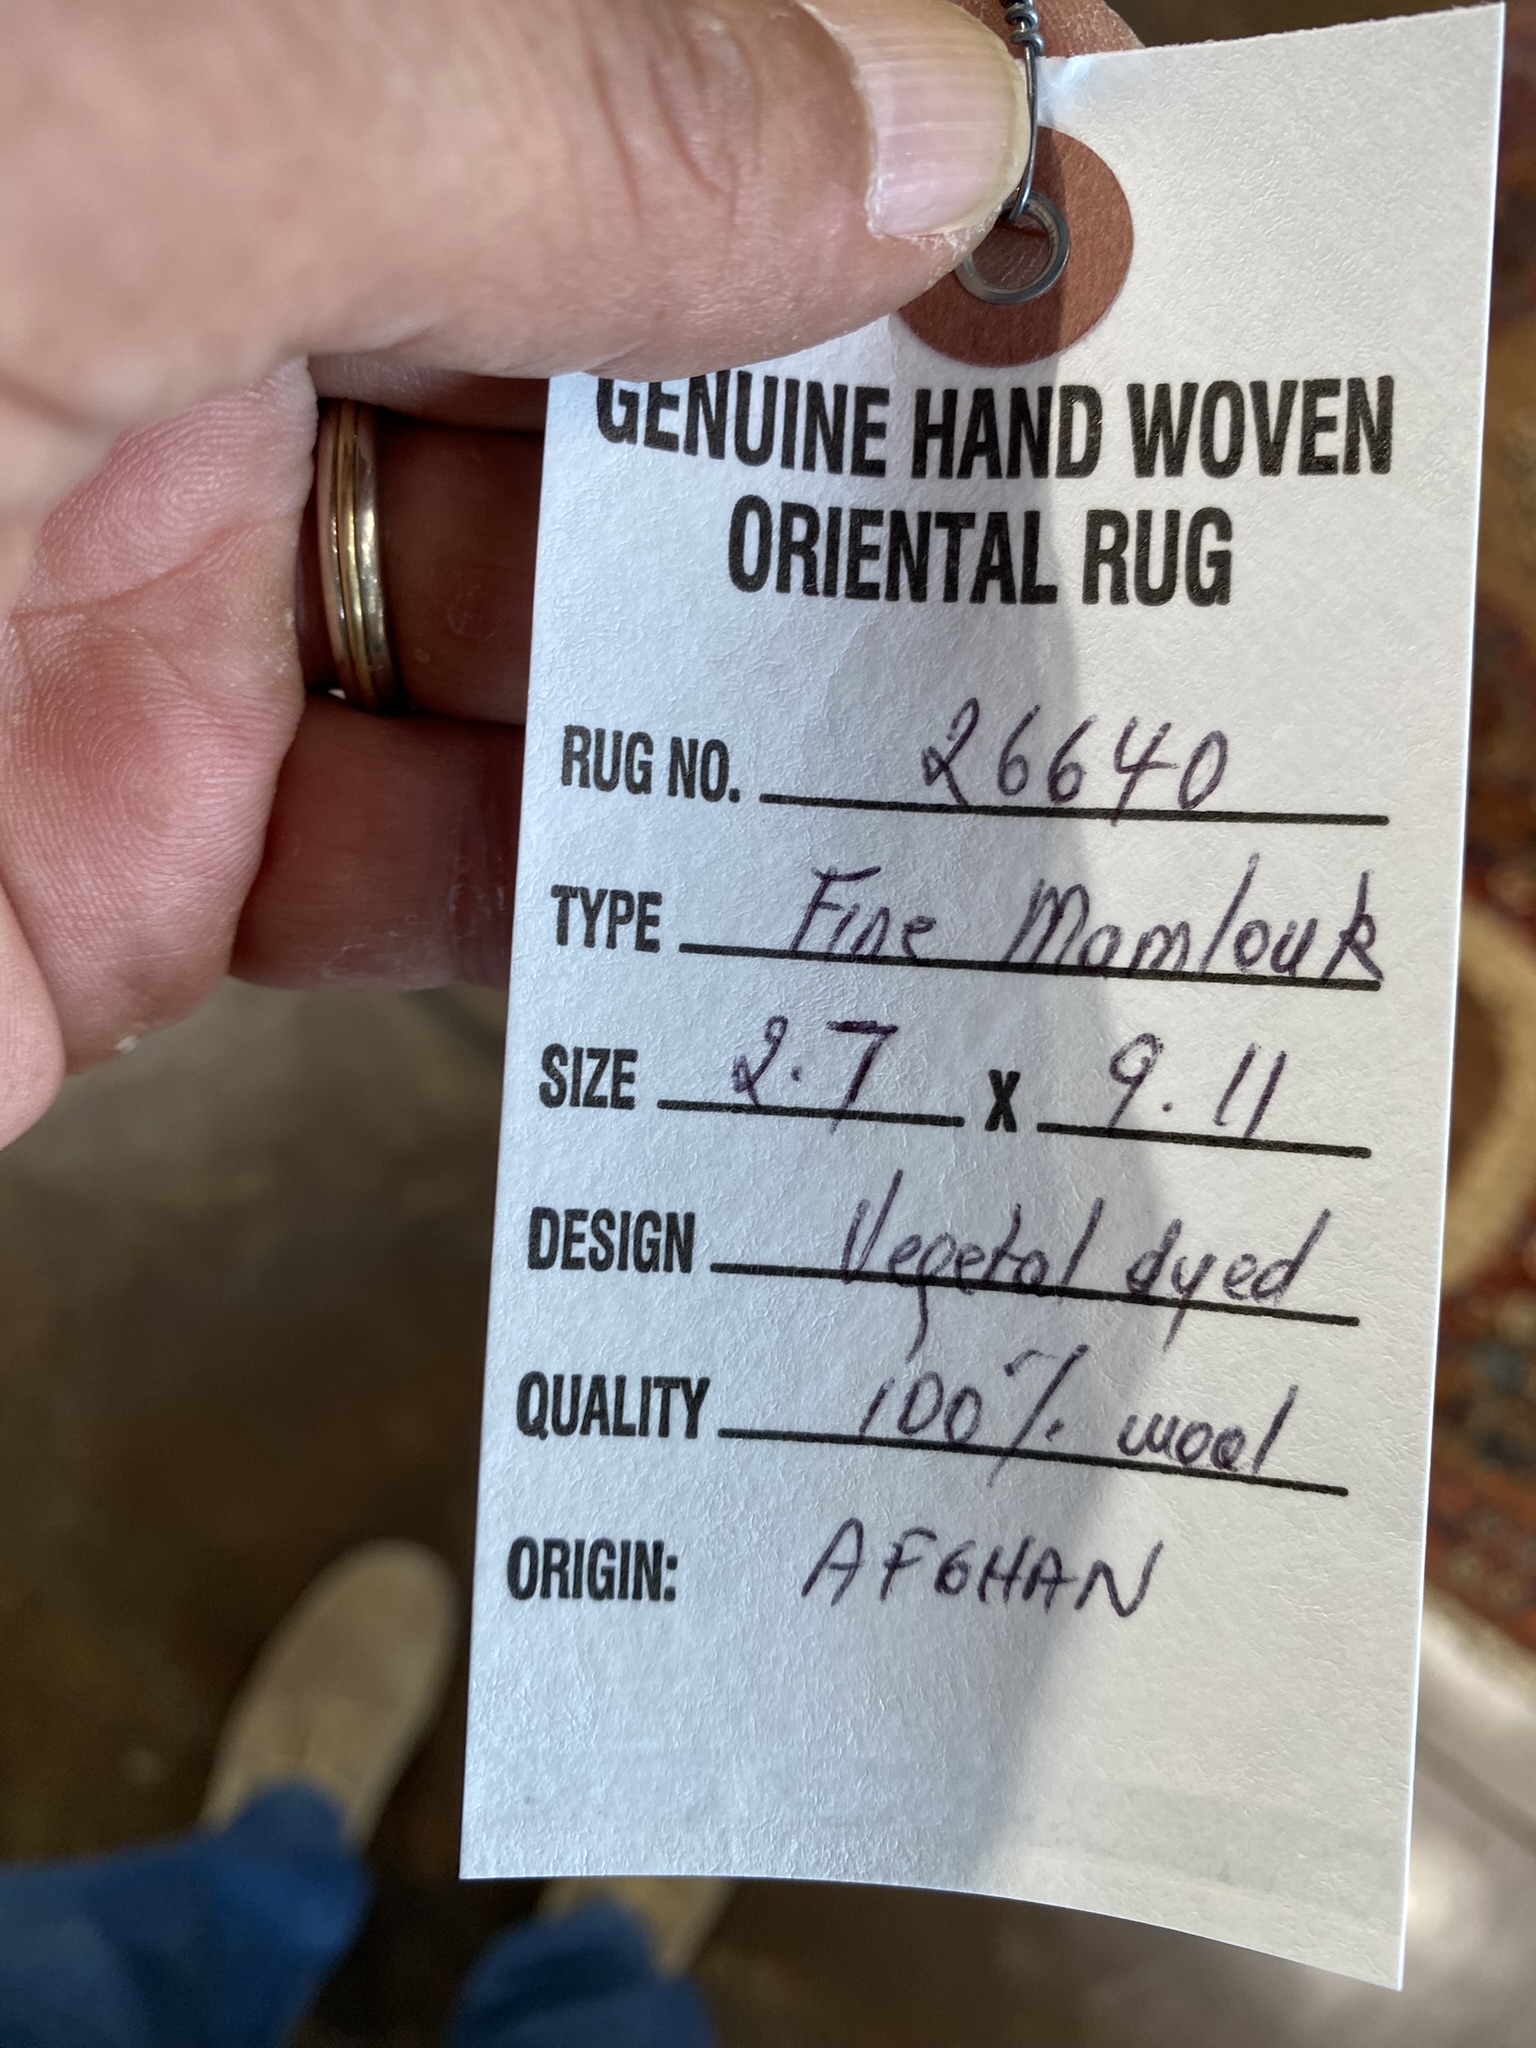 GENUINE HAND WOVEN
ORIENTAL RUG
RUG NO. 26640
TYPE Fine Mamlouk
SIZE 2.7 X 9.11
DESIGN Vegetal dyed
QUALITY 100% wool
ORIGIN: AFGHAN